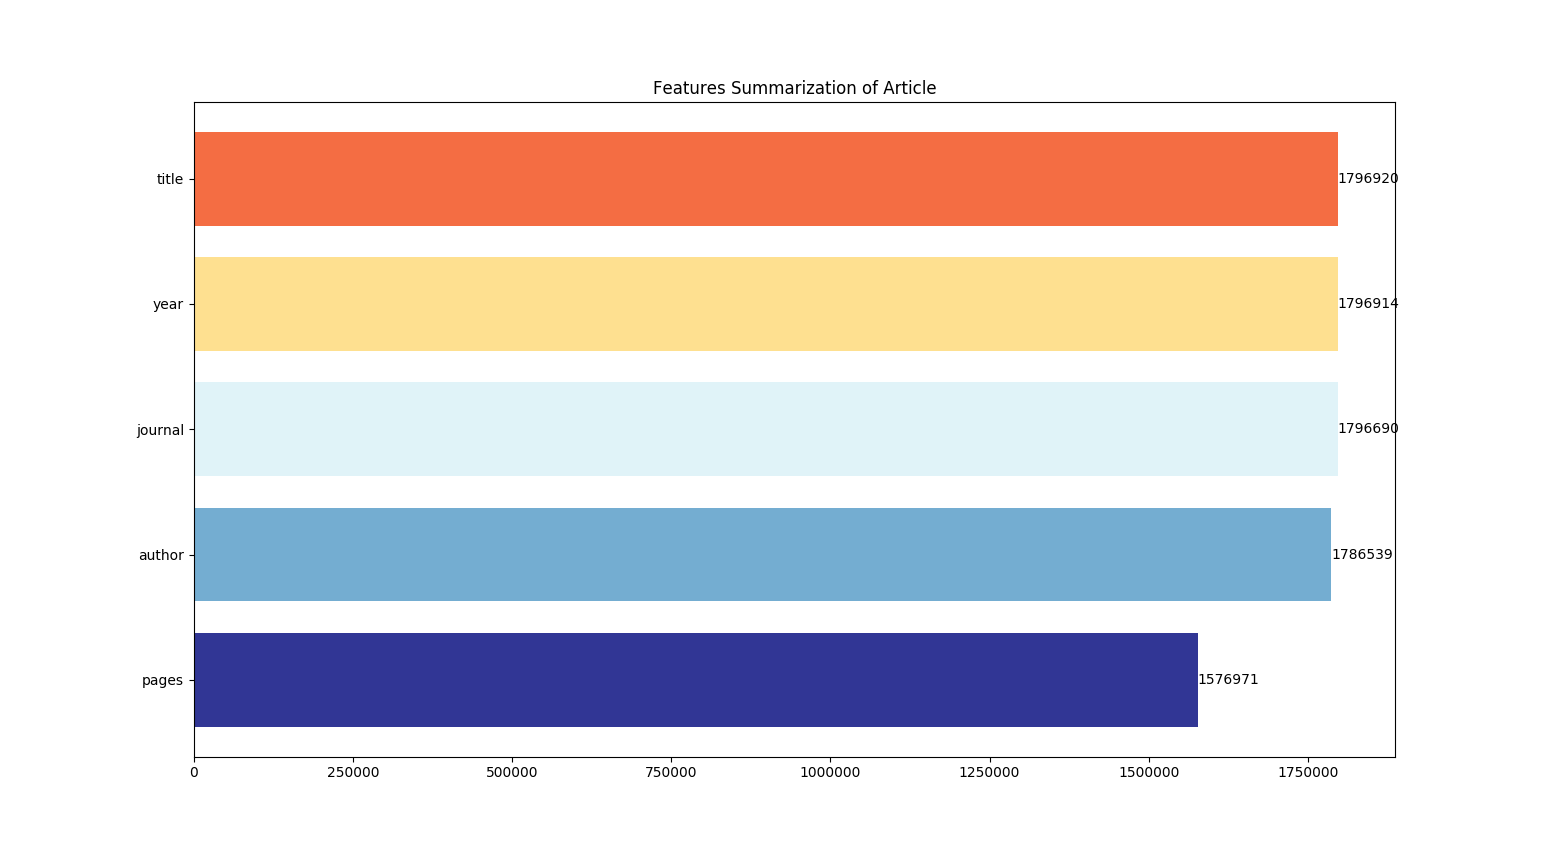 Features Summarization of Article
title 1796920
year 1796914
journal 1796690
author 1786539
pages 1576971
0 250000 500000 750000 1000000 1250000 1500000 1750000